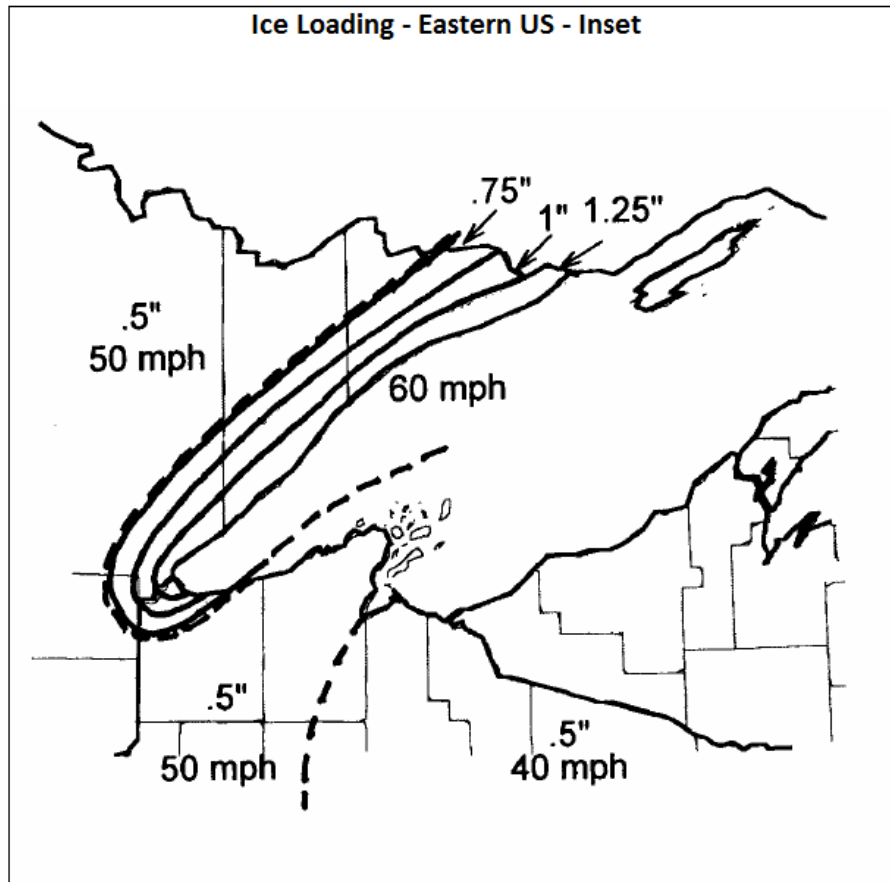 Ice Loading - Eastern US - Inset
.75"
1"
1.25"
.5"
50 mph
60 mph
.5"
50 mph
.5"
40 mph